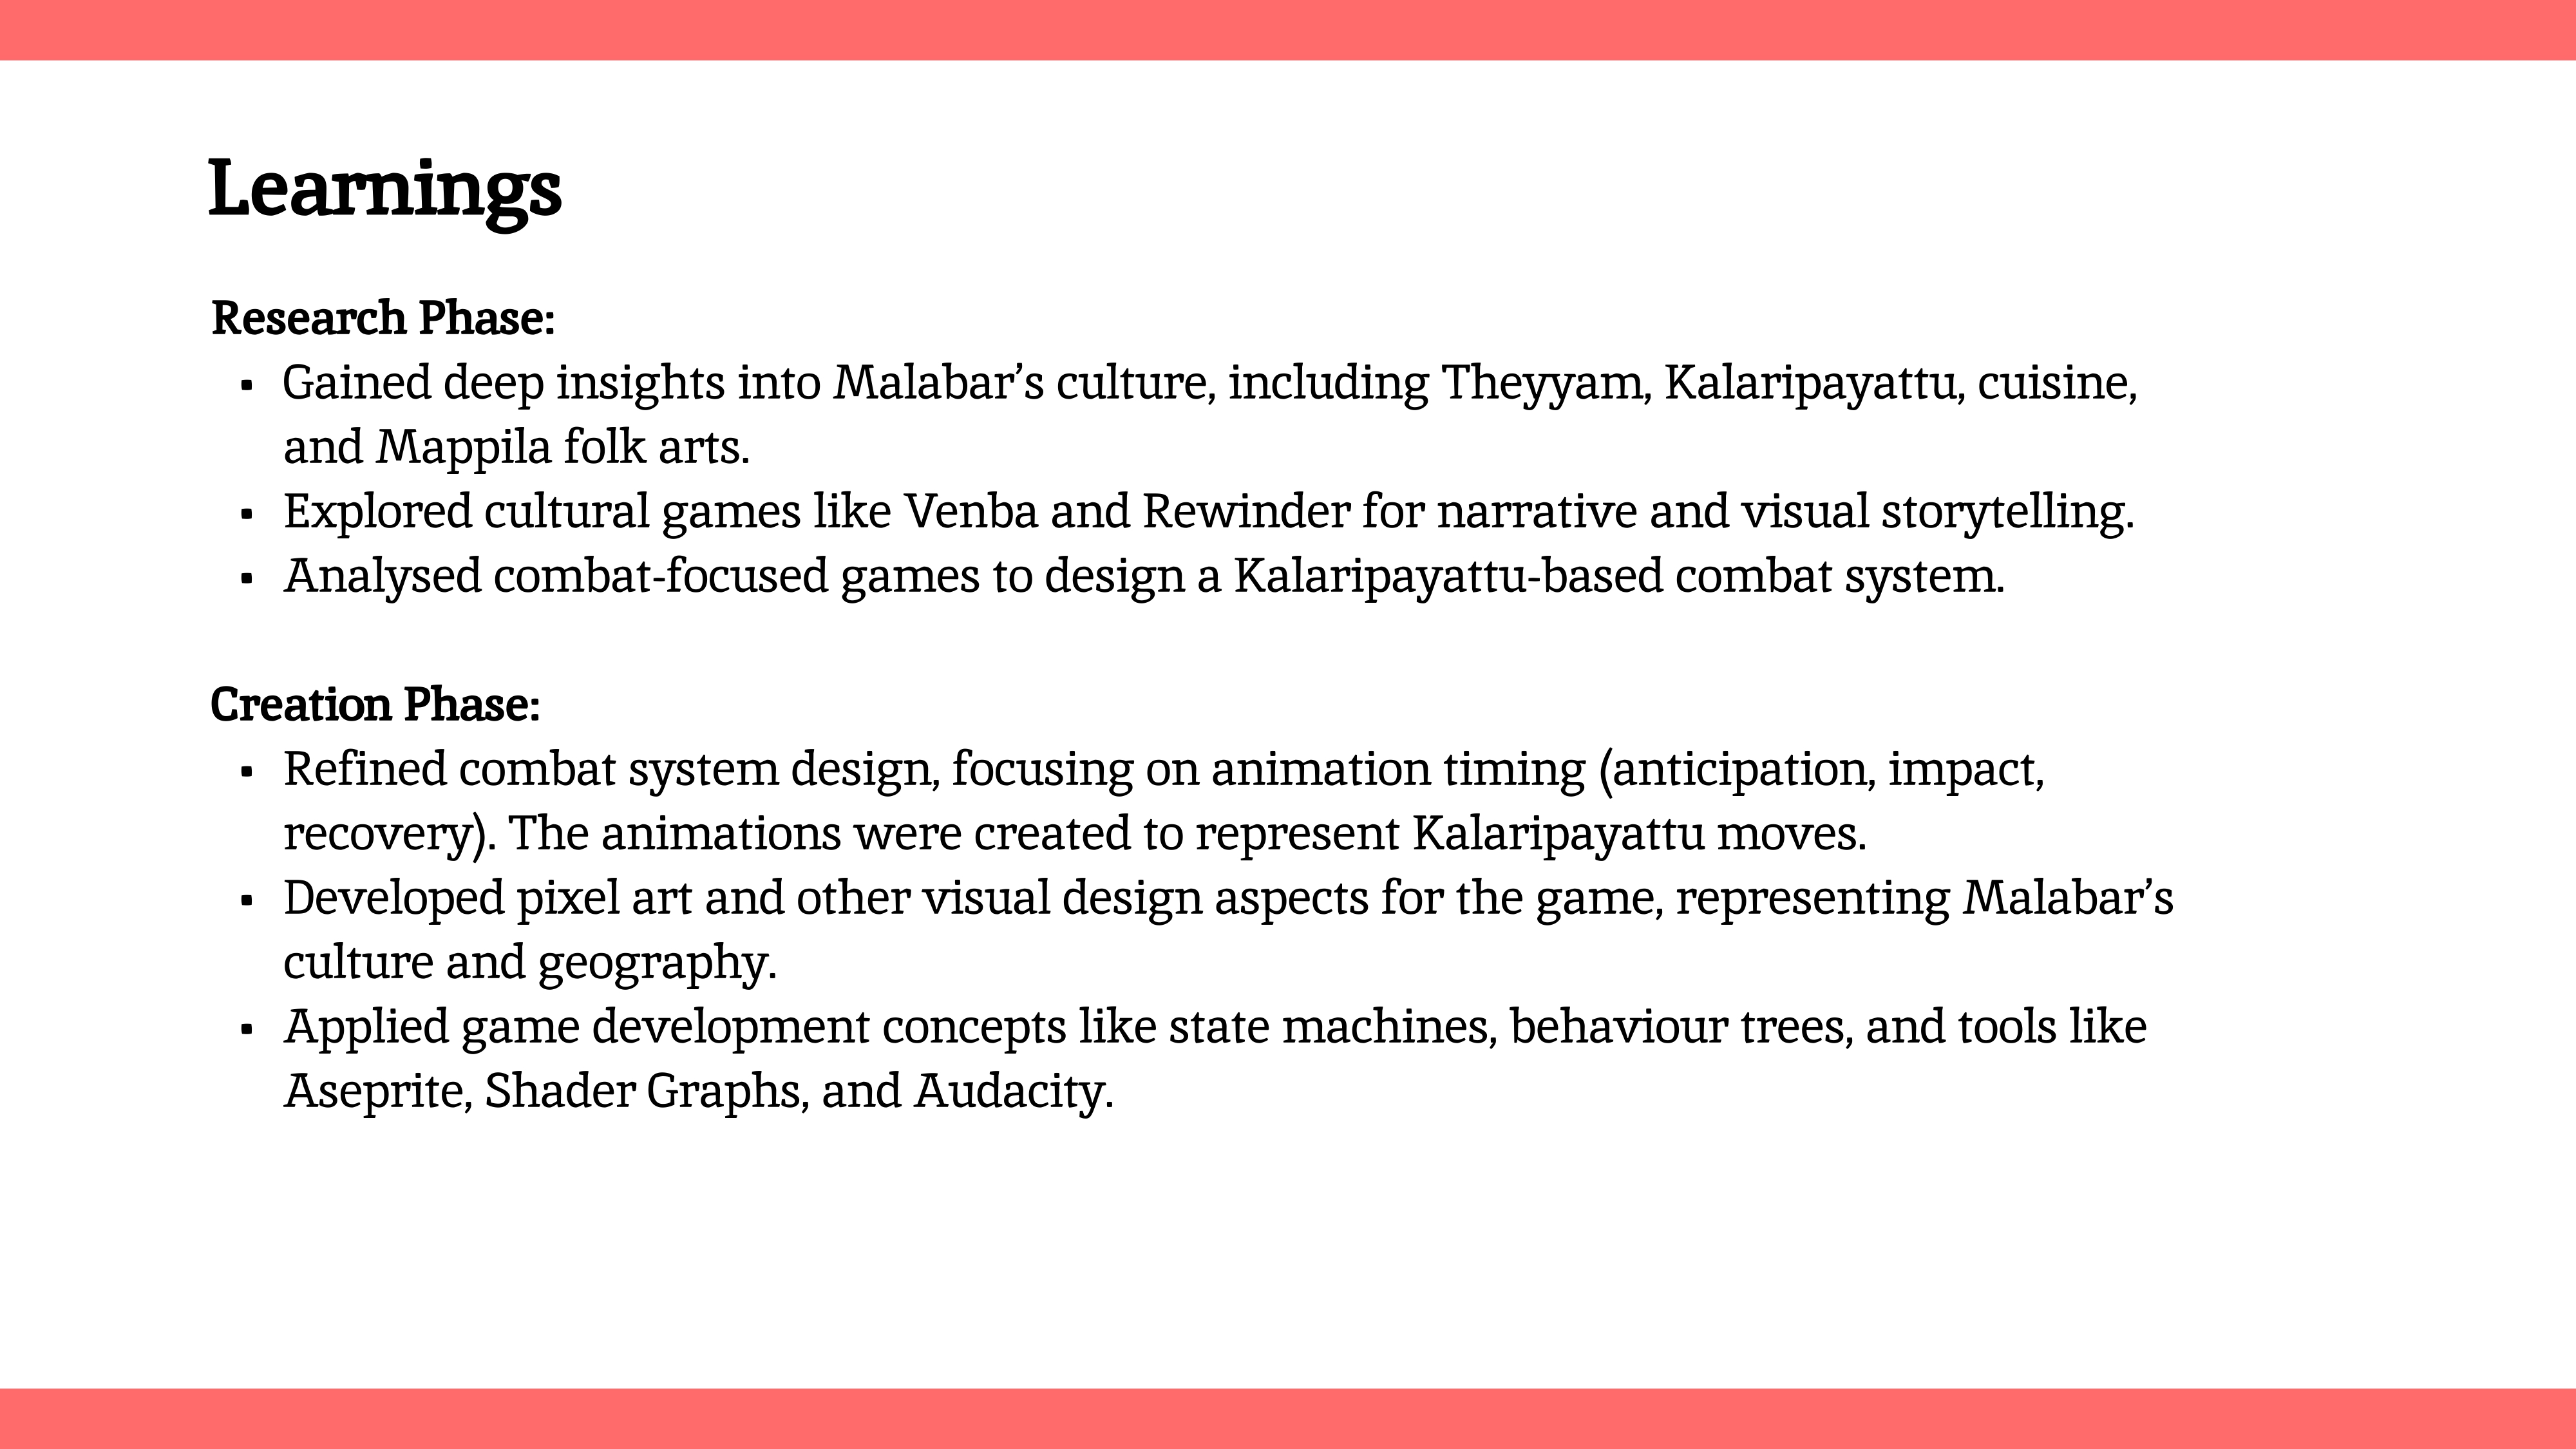 Learnings
Research Phase:
▪ Gained deep insights into Malabar’s culture, including Theyyam, Kalaripayattu, cuisine,
and Mappila folk arts.
▪ Explored cultural games like Venba and Rewinder for narrative and visual storytelling.
▪ Analysed combat-focused games to design a Kalaripayattu-based combat system.
Creation Phase:
▪ Refined combat system design, focusing on animation timing (anticipation, impact,
recovery). The animations were created to represent Kalaripayattu moves.
▪ Developed pixel art and other visual design aspects for the game, representing Malabar’s
culture and geography.
▪ Applied game development concepts like state machines, behaviour trees, and tools like
Aseprite, Shader Graphs, and Audacity.